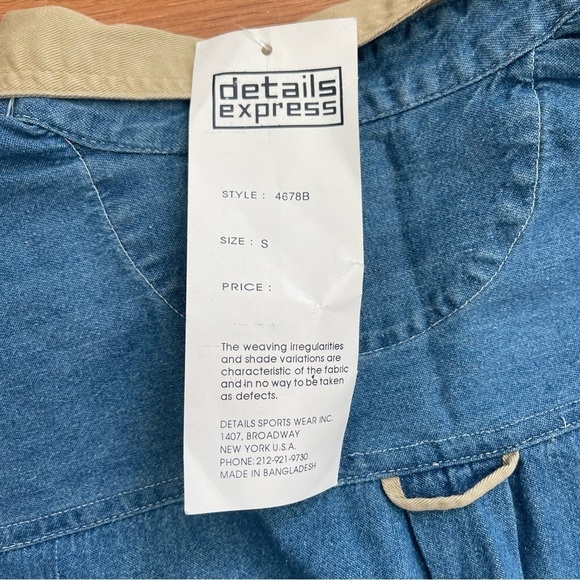 details
express
STYLE : 4678B
SIZE : S
PRICE :
The weaving irregularities
and shade variations are
characteristic of the fabric
and in no way to be taken
as defects.
DETAILS SPORTS WEAR INC.
1407, BROADWAY
NEW YORK U.S.A.
PHONE: 212-921-9730
MADE IN BANGLADESH